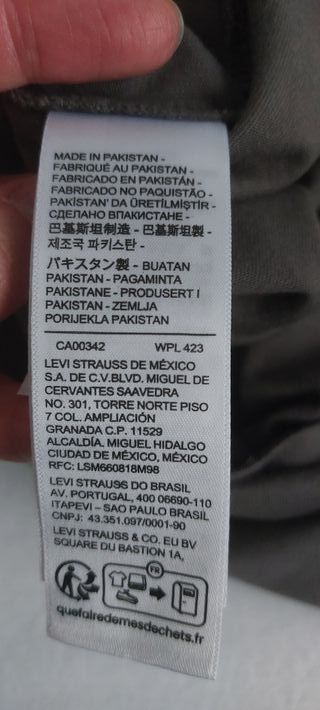 MADE IN PAKISTAN -
FABRIQUÉ AU PAKISTAN -
FABRICADO EN PAKISTÁN -
FABRICADO NO PAQUISTÃO -
PAKİSTAN' DA ÜRETİLMİŞTİR -
СДЕЛАНО ВПАКИСТАНЕ -
巴基斯坦制造 - 巴基斯坦製 -
제조국 파키스탄 -
パキスタン製 - BUATAN
PAKISTAN - PAGAMINTA
PAKISTANE - PRODUSERT I
PAKISTAN - ZEMLJA
PORIJEKLA PAKISTAN
CA00342 WPL 423
LEVI STRAUSS DE MÉXICO
S.A. DE C.V.BLVD. MIGUEL DE
CERVANTES SAAVEDRA
NO. 301, TORRE NORTE PISO
7 COL. AMPLIACIÓN
GRANADA C.P. 11529
ALCALDÍA. MIGUEL HIDALGO
CIUDAD DE MÉXICO, MÉXICO
RFC: LSM660818M98
LEVI STRAUSS DO BRASIL
AV. PORTUGAL, 400 06690-110
ITAPEVI – SAO PAULO BRASIL
CNPJ: 43.351.097/0001-90
LEVI STRAUSS & CO. EU BV
SQUARE DU BASTION 1A,
FR
quefairedemesdechets.fr